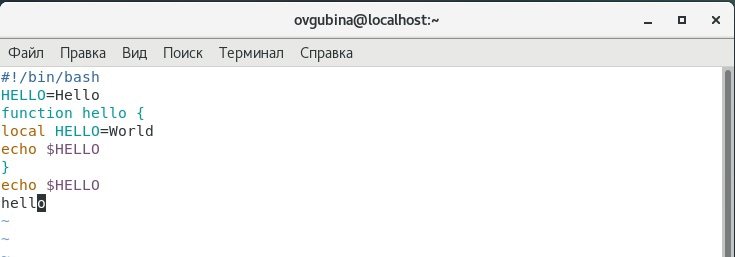 ovgubina@localhost:~
Файл Правка Вид Поиск Терминал Справка
#!/bin/bash
HELLO=Hello
function hello {
local HELLO=World
echo $HELLO
}
echo $HELLO
hello
~
~
~